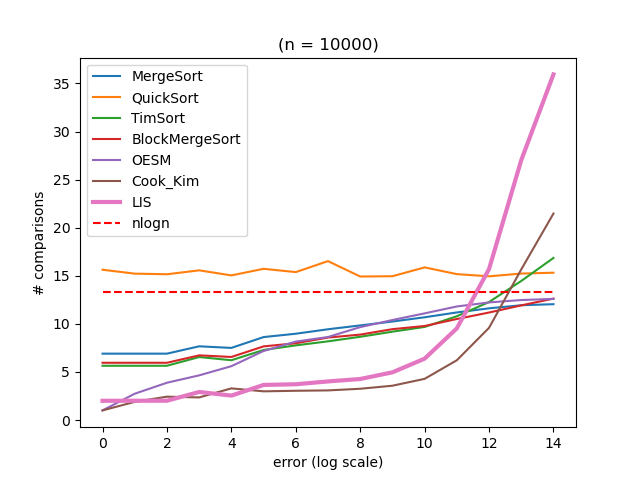 (n = 10000)
# comparisons
35
30
25
20
15
10
5
0
MergeSort
QuickSort
TimSort
BlockMergeSort
OESM
Cook_Kim
LIS
nlogn
0 2 4 6 8 10 12 14
error (log scale)